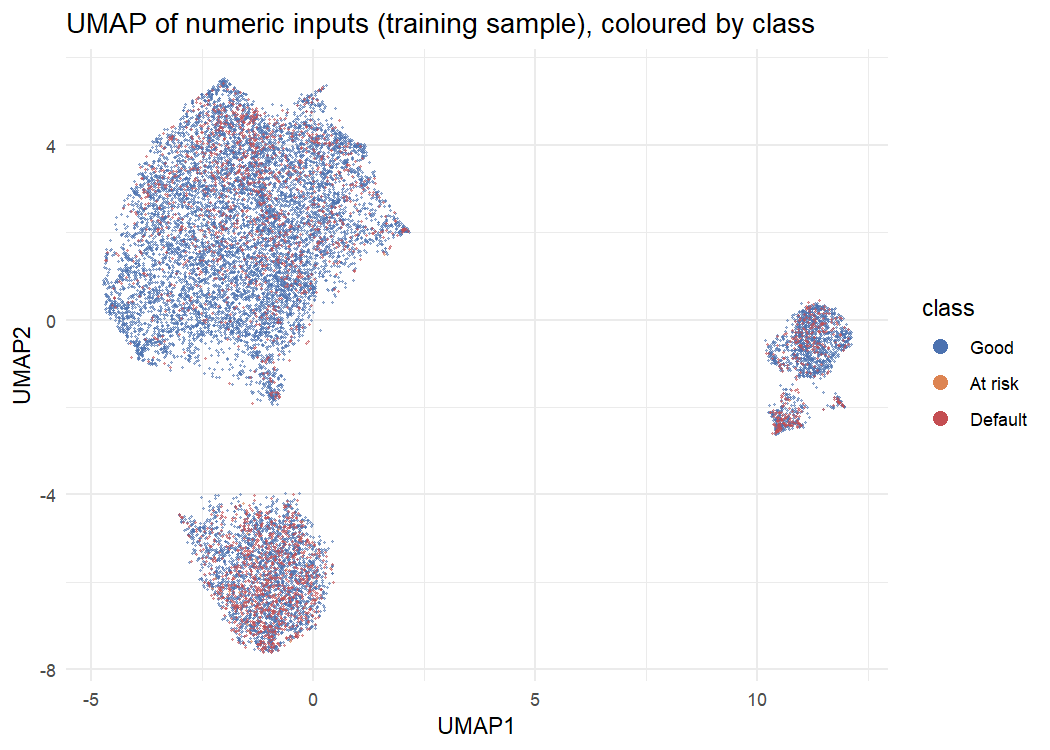 UMAP of numeric inputs (training sample), coloured by class
4
0
-4
-8
UMAP2
-5
0
5
10
UMAP1
class
Good
At risk
Default